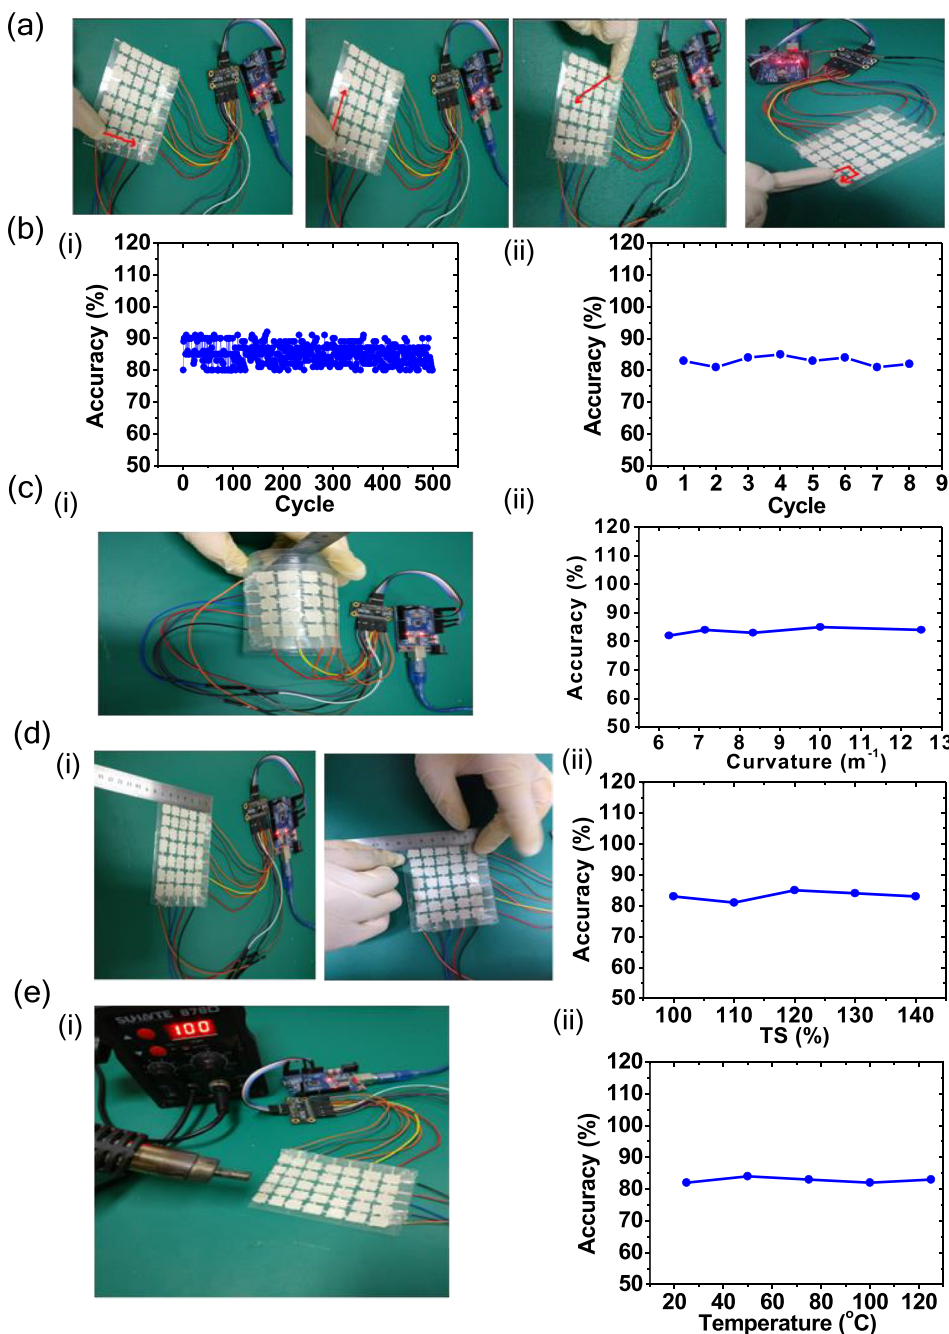 (a)
(b)
(i)
120
110
100
90
80
70
60
50
Accuracy (%)
0 100 200 300 400 500
Cycle
(ii)
120
110
100
90
80
70
60
50
Accuracy (%)
0 1 2 3 4 5 6 7 8 9
Cycle
(c)
(i)
(ii)
120
110
100
90
80
70
60
50
Accuracy (%)
6 7 8 9 10 11 12 13
Curvature (m⁻¹)
(d)
(i)
(ii)
120
110
100
90
80
70
60
50
Accuracy (%)
100 110 120 130 140
TS (%)
(e)
(i)
100
(ii)
120
110
100
90
80
70
60
50
Accuracy (%)
20 40 60 80 100 120
Temperature (°C)